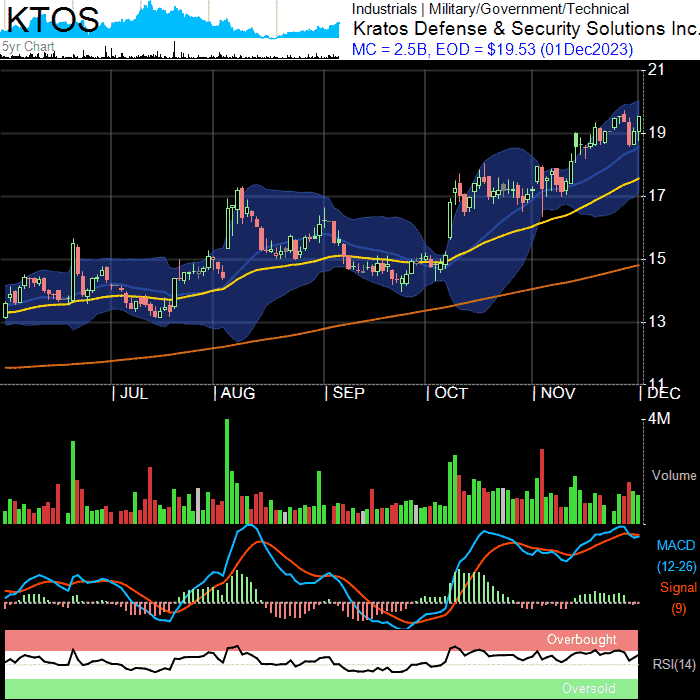 KTOS
5yr Chart
Industrials | Military/Government/Technical
Kratos Defense & Security Solutions Inc.
MC = 2.5B, EOD = $19.53 (01Dec2023)
21
19
17
15
13
11
JUL AUG SEP OCT NOV DEC
4M
Volume
MACD
(12-26)
Signal
(9)
Overbought
RSI(14)
Oversold